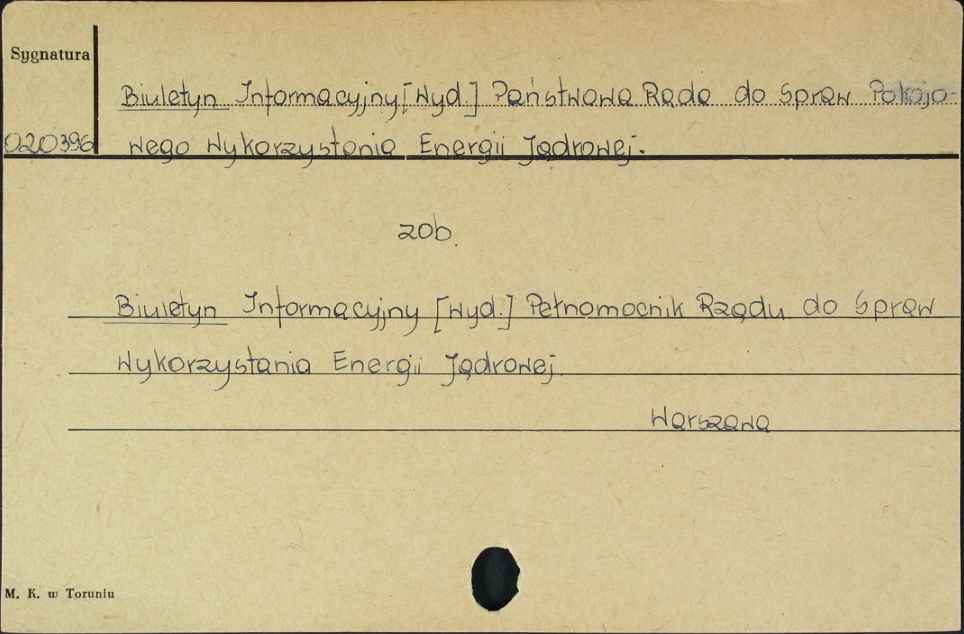 Sygnatura
Biuletyn Informacyjny [Wyd.] Państwowa Rada do Spraw Pokojo-
020396 wego Wykorzystania Energii Jądrowej.
zob.
Biuletyn Informacyjny [Wyd.] Pełnomocnik Rządu do Spraw
Wykorzystania Energii Jądrowej.
Warszawa
M. K. w Toruniu